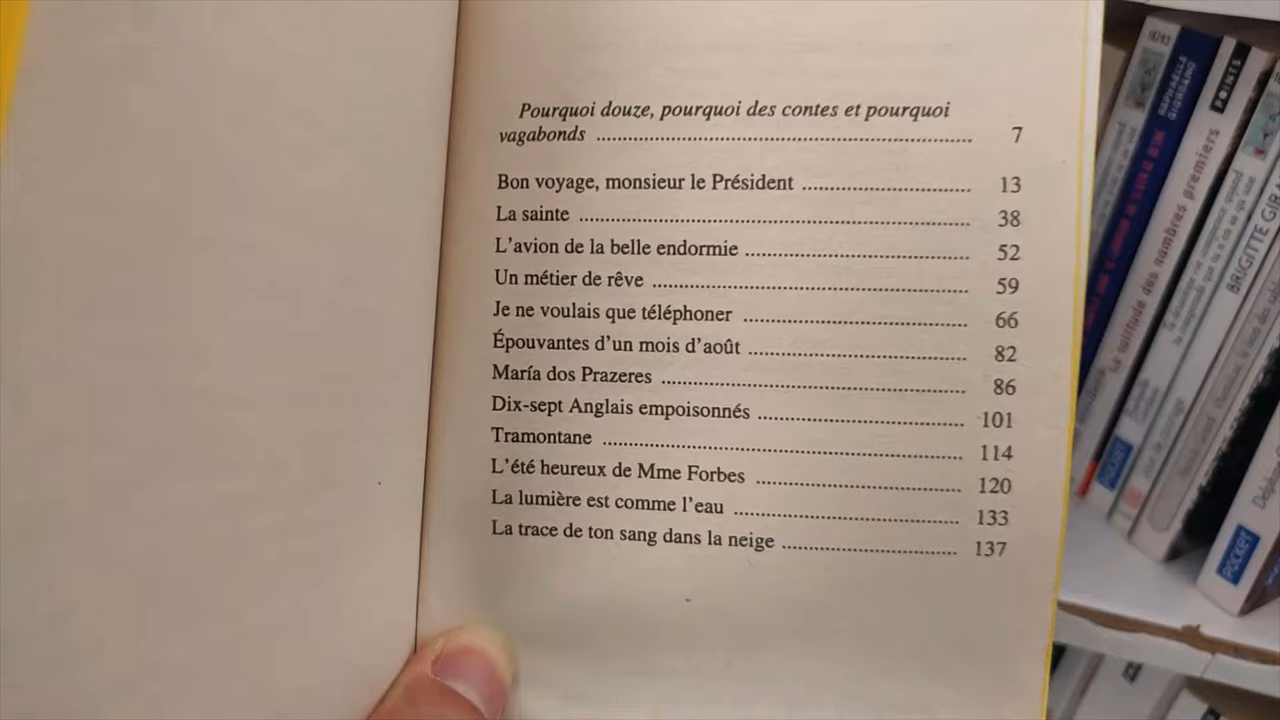 Pourquoi douze, pourquoi des contes et pourquoi
vagabonds ........................ 7
Bon voyage, monsieur le Président ........................ 13
La sainte ........................ 38
L'avion de la belle endormie ........................ 52
Un métier de rêve ........................ 59
Je ne voulais que téléphoner ........................ 66
Épouvantes d'un mois d'août ........................ 82
María dos Prazeres ........................ 86
Dix-sept Anglais empoisonnés ........................ 101
Tramontane ........................ 114
L'été heureux de Mme Forbes ........................ 120
La lumière est comme l'eau ........................ 133
La trace de ton sang dans la neige ........................ 137
RAPHAËLLE
GIORDANO
POINTS
La solitude des nombres premiers
BRIGITTE
POCKET
POCKET